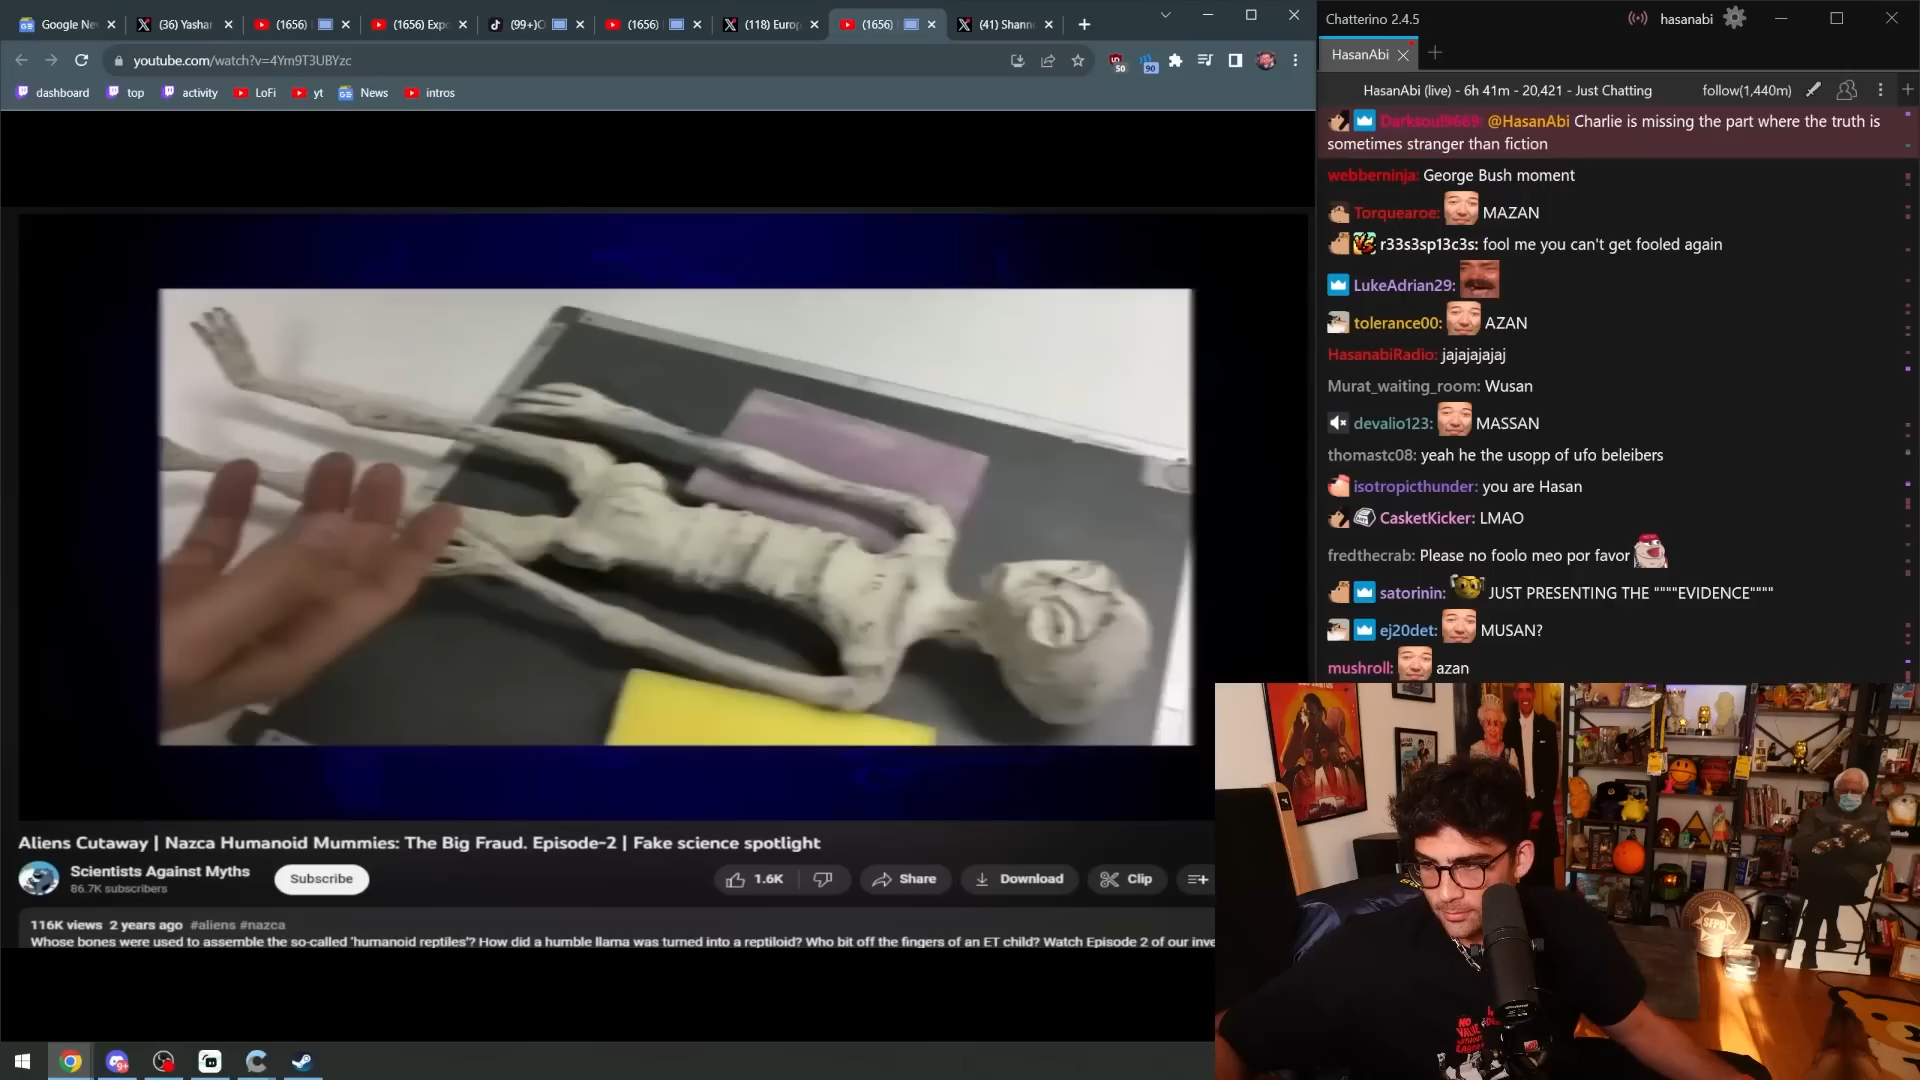 Google Ne
(36) Yashar
(1656)
(1656) Expo
(99+)
(1656)
(118) Europ
(1656)
(41) Shann
youtube.com/watch?v=4Ym9T3UBYzc
50
90
dashboard
top
activity
LoFi
yt
News
intros
Aliens Cutaway | Nazca Humanoid Mummies: The Big Fraud. Episode-2 | Fake science spotlight
Scientists Against Myths
86.7K subscribers
Subscribe
1.6K
Share
Download
Clip
116K views 2 years ago #aliens #nazca
Whose bones were used to assemble the so-called 'humanoid reptiles'? How did a humble llama was turned into a reptiloid? Who bit off the fingers of an ET child? Watch Episode 2 of our inve
Chatterino 2.4.5
hasanabi
HasanAbi
HasanAbi (live) - 6h 41m - 20,421 - Just Chatting
follow(1,440m)
Darksoul9669: @HasanAbi Charlie is missing the part where the truth is
sometimes stranger than fiction
webberninja: George Bush moment
Torquearoe: MAZAN
r33s3sp13c3s: fool me you can't get fooled again
LukeAdrian29:
tolerance00: AZAN
HasanabiRadio: jajajajajaj
Murat_waiting_room: Wusan
devalio123: MASSAN
thomastc08: yeah he the usopp of ufo beleibers
isotropicthunder: you are Hasan
CasketKicker: LMAO
fredthecrab: Please no foolo meo por favor
satorinin: JUST PRESENTING THE """"EVIDENCE""""
ej20det: MUSAN?
mushroll: azan
SFPD
NO
VALUE
WITHOUT
LABOR